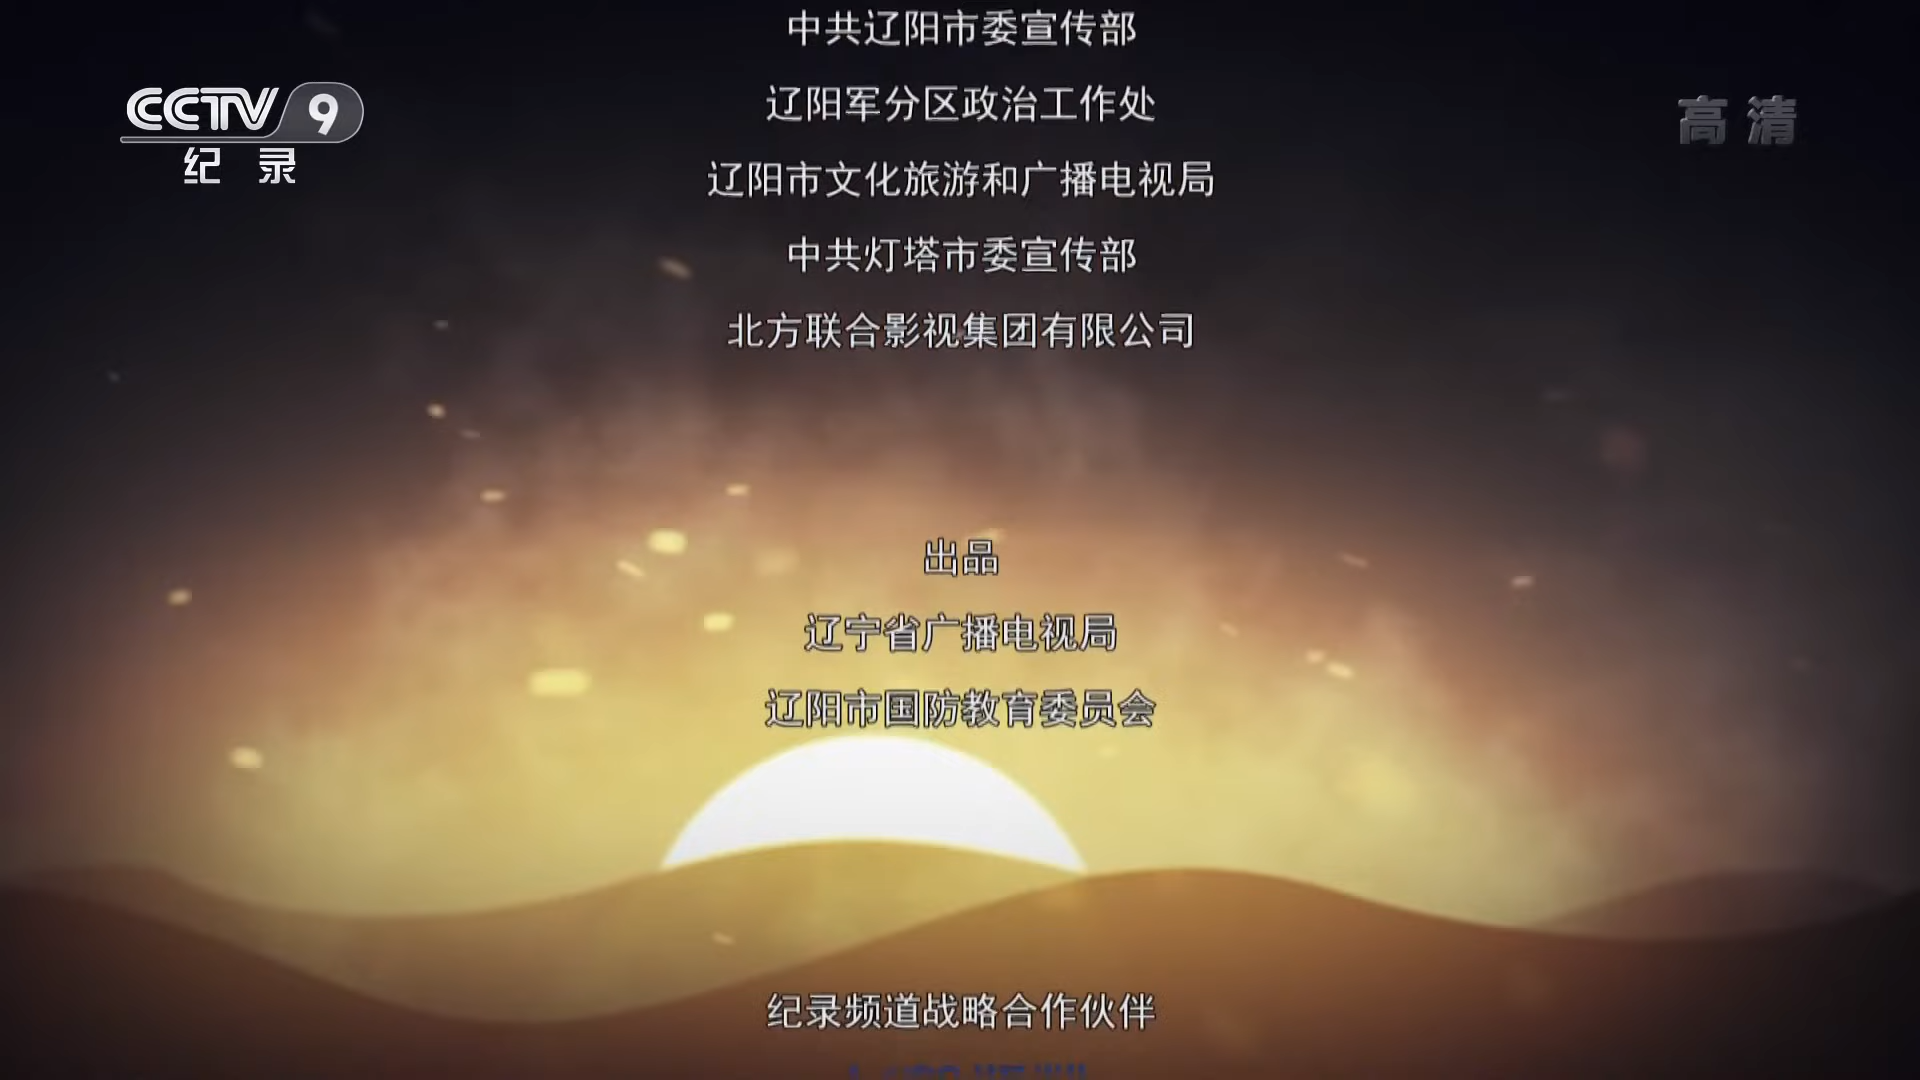 中共辽阳市委宣传部
CCTV 9
纪 录
高 清
辽阳军分区政治工作处
辽阳市文化旅游和广播电视局
中共灯塔市委宣传部
北方联合影视集团有限公司
出品
辽宁省广播电视局
辽阳市国防教育委员会
纪录频道战略合作伙伴